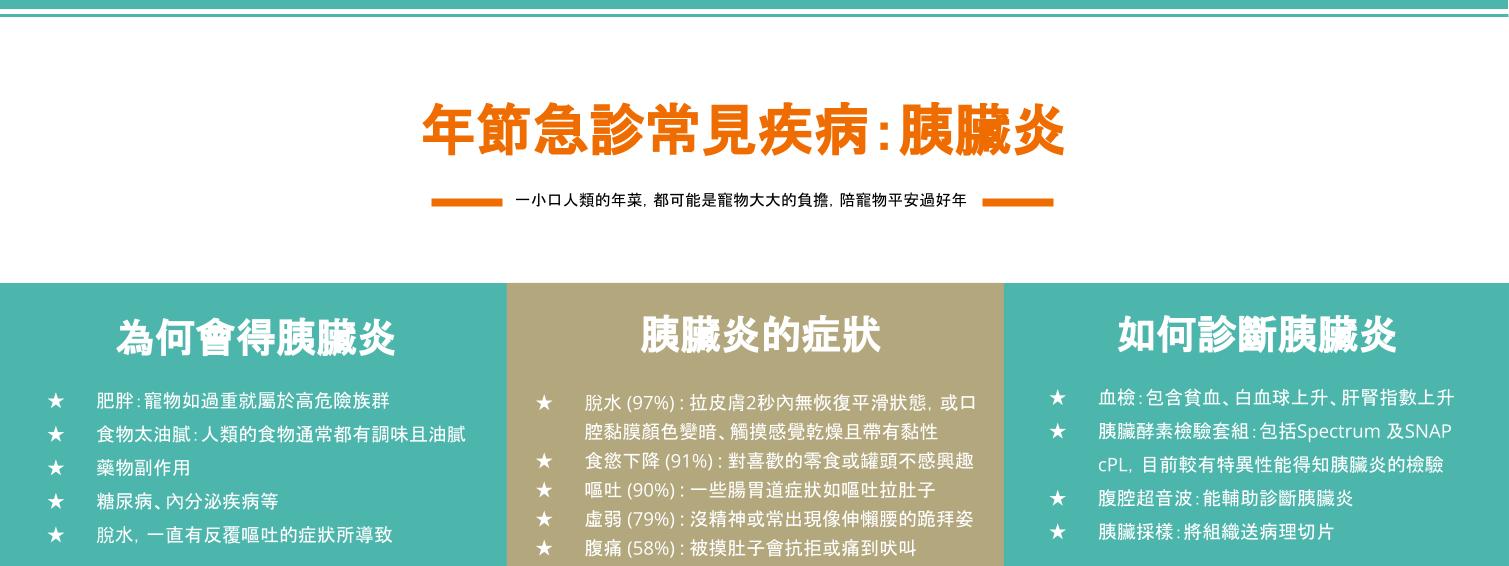 年節急診常見疾病:胰臟炎
一小口人類的年菜, 都可能是寵物大大的負擔, 陪寵物平安過好年
為何會得胰臟炎
★ 肥胖:寵物如過重就屬於高危險族群
★ 食物太油膩:人類的食物通常都有調味且油膩
★ 藥物副作用
★ 糖尿病、內分泌疾病等
★ 脫水, 一直有反覆嘔吐的症狀所導致
胰臟炎的症狀
★ 脫水 (97%) : 拉皮膚2秒內無恢復平滑狀態, 或口
腔黏膜顏色變暗、觸摸感覺乾燥且帶有黏性
★ 食慾下降 (91%) : 對喜歡的零食或罐頭不感興趣
★ 嘔吐 (90%) : 一些腸胃道症狀如嘔吐拉肚子
★ 虛弱 (79%) : 沒精神或常出現像伸懶腰的跪拜姿
★ 腹痛 (58%) : 被摸肚子會抗拒或痛到吠叫
如何診斷胰臟炎
★ 血檢:包含貧血、白血球上升、肝腎指數上升
★ 胰臟酵素檢驗套組:包括Spectrum 及SNAP
cPL, 目前較有特異性能得知胰臟炎的檢驗
★ 腹腔超音波:能輔助診斷胰臟炎
★ 胰臟採樣:將組織送病理切片